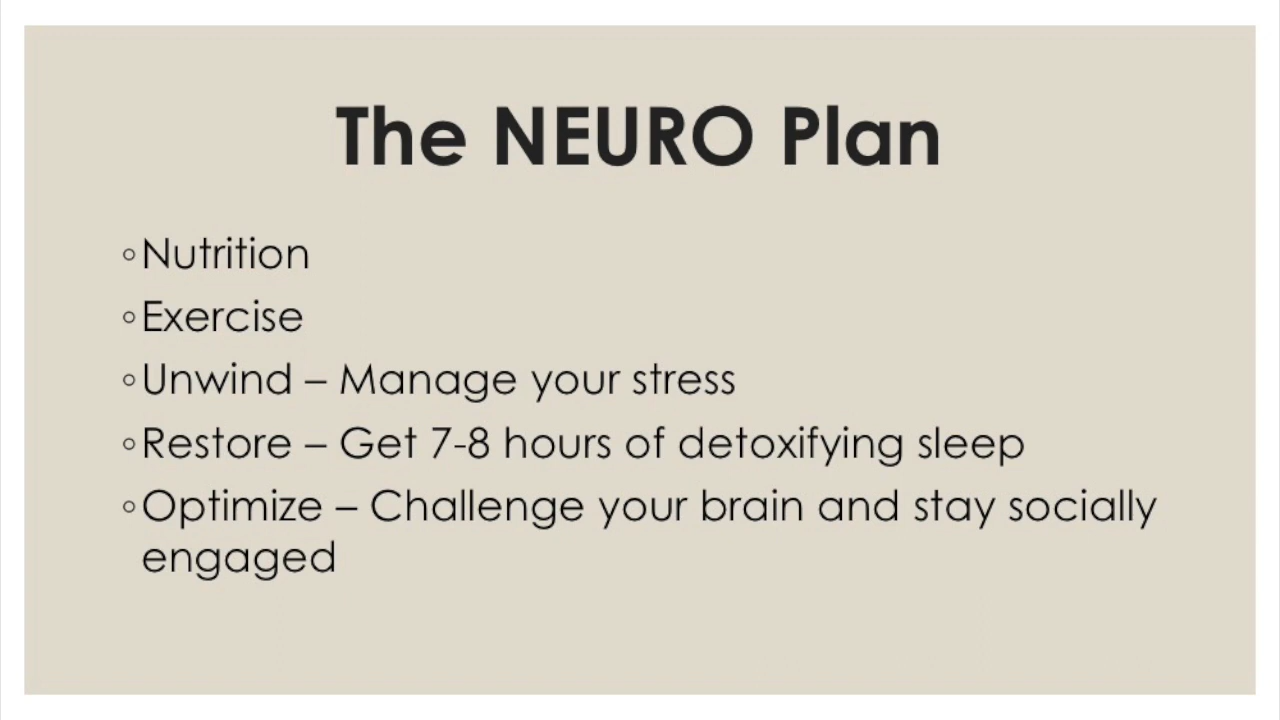 The NEURO Plan
◦Nutrition
◦Exercise
◦Unwind – Manage your stress
◦Restore – Get 7-8 hours of detoxifying sleep
◦Optimize – Challenge your brain and stay socially
engaged